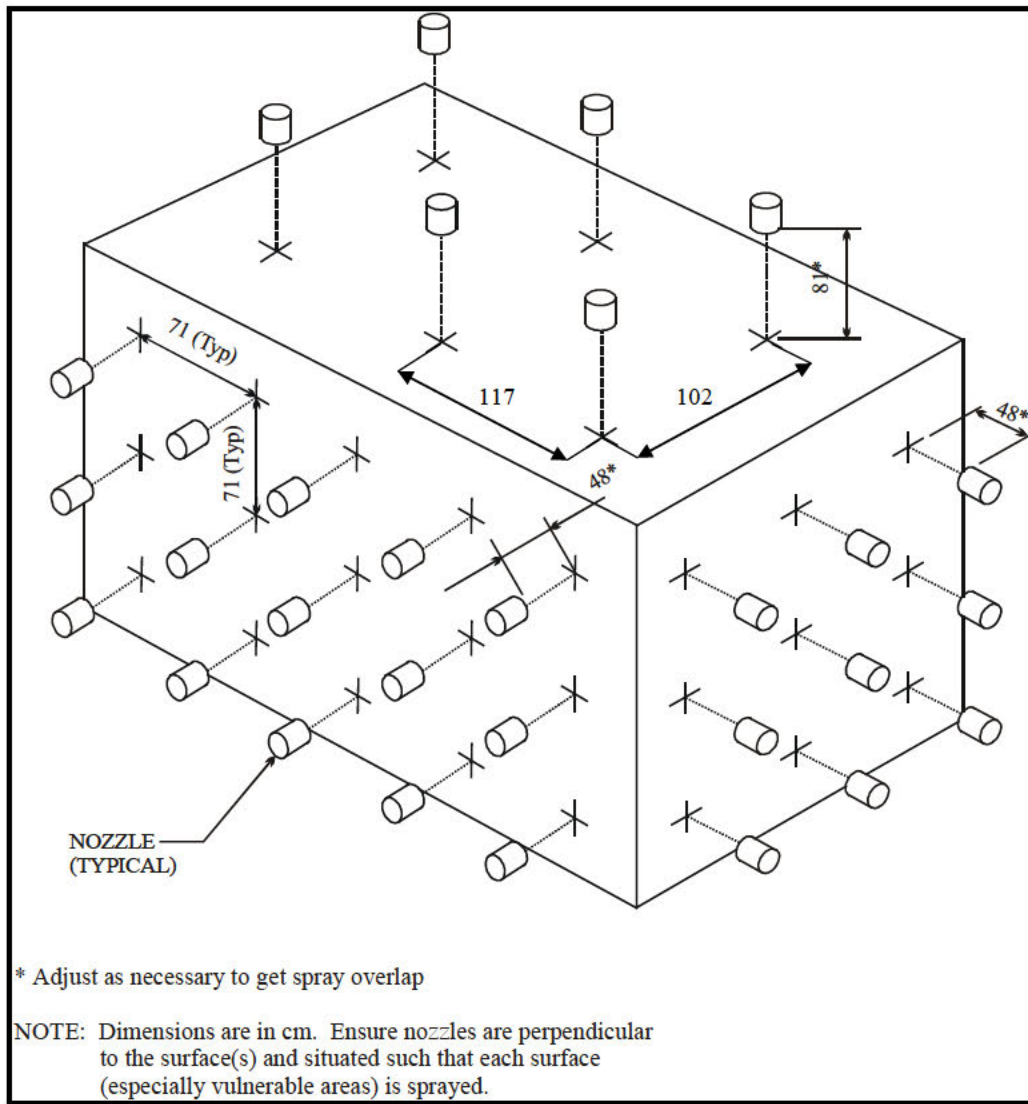 71 (Typ)
71 (Typ)
117
102
81*
48*
48*
NOZZLE
(TYPICAL)
* Adjust as necessary to get spray overlap
NOTE: Dimensions are in cm. Ensure nozzles are perpendicular
to the surface(s) and situated such that each surface
(especially vulnerable areas) is sprayed.